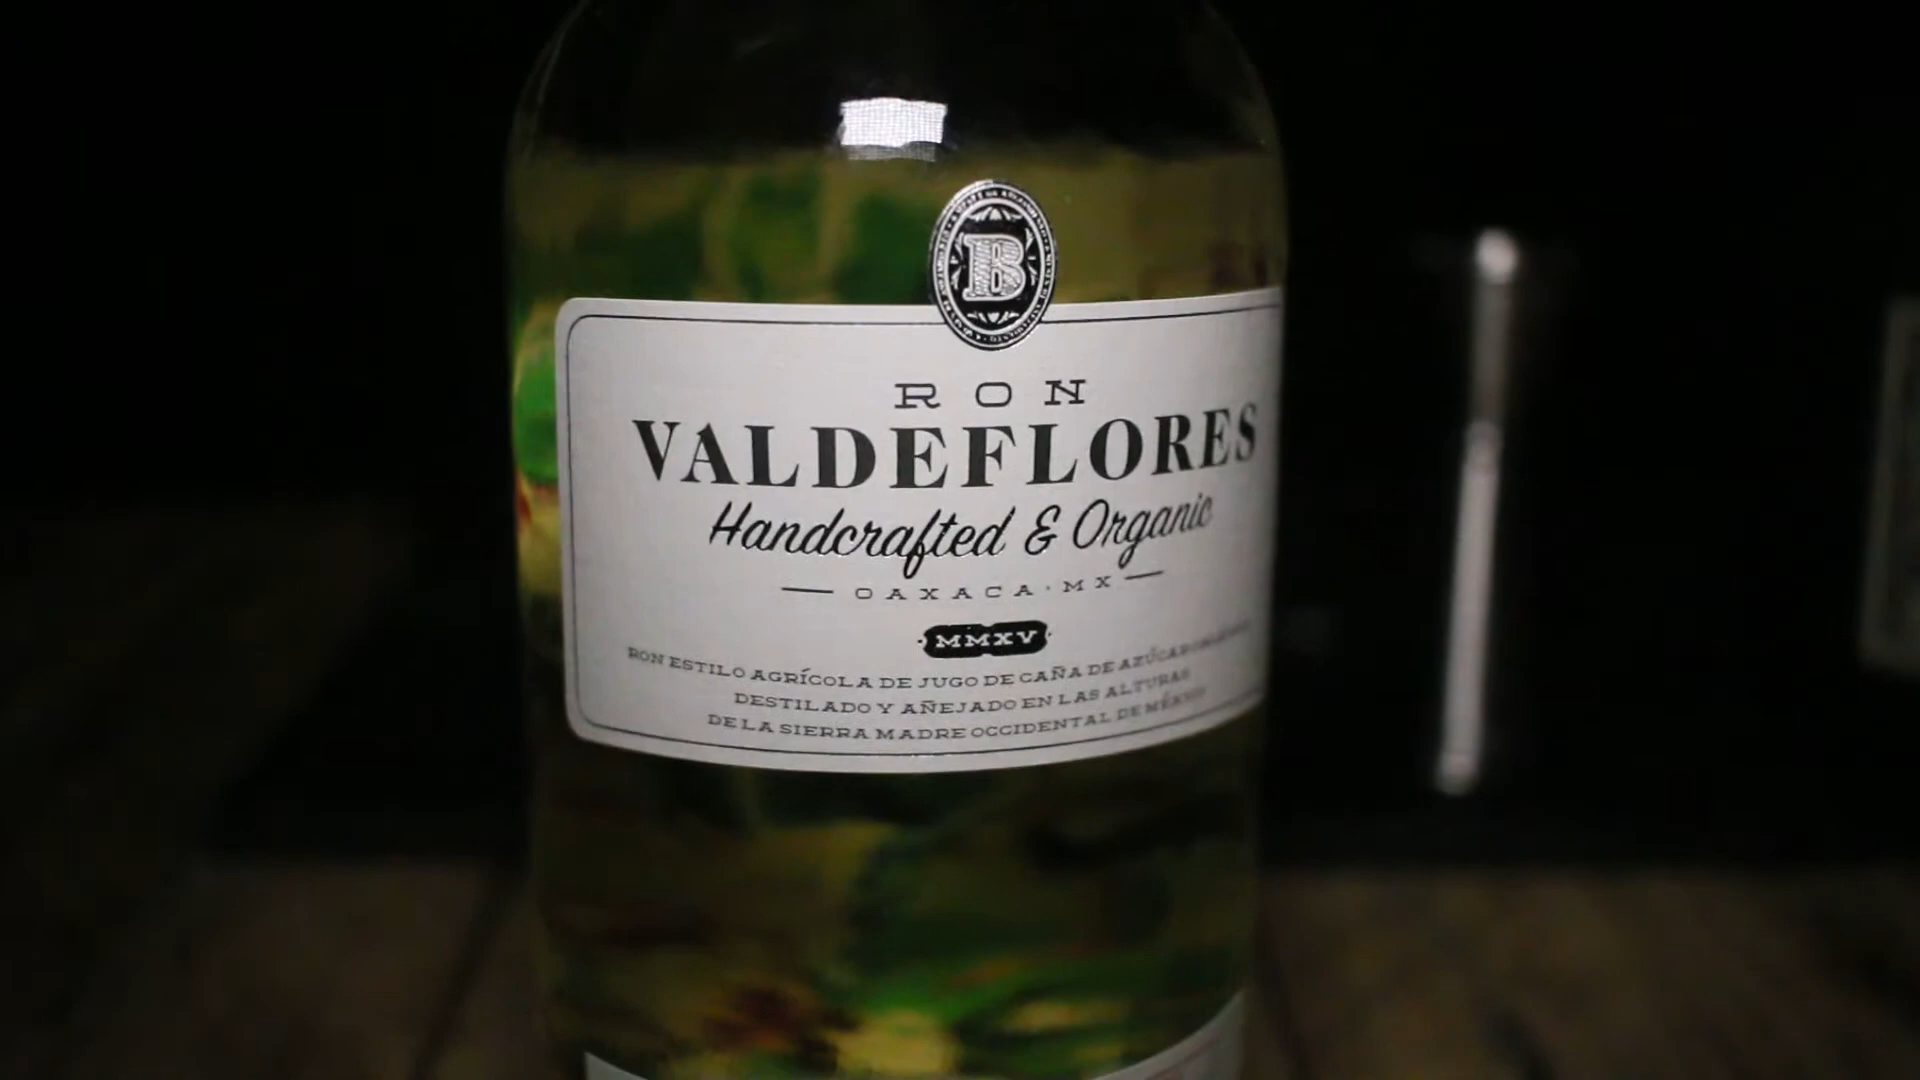 B
RON
VALDEFLORES
Handcrafted & Organic
OAXACA · MX
· MMXV ·
RON ESTILO AGRÍCOLA DE JUGO DE CAÑA DE AZÚCAR
DESTILADO Y AÑEJADO EN LAS ALTURAS
DE LA SIERRA MADRE OCCIDENTAL DE MÉXICO